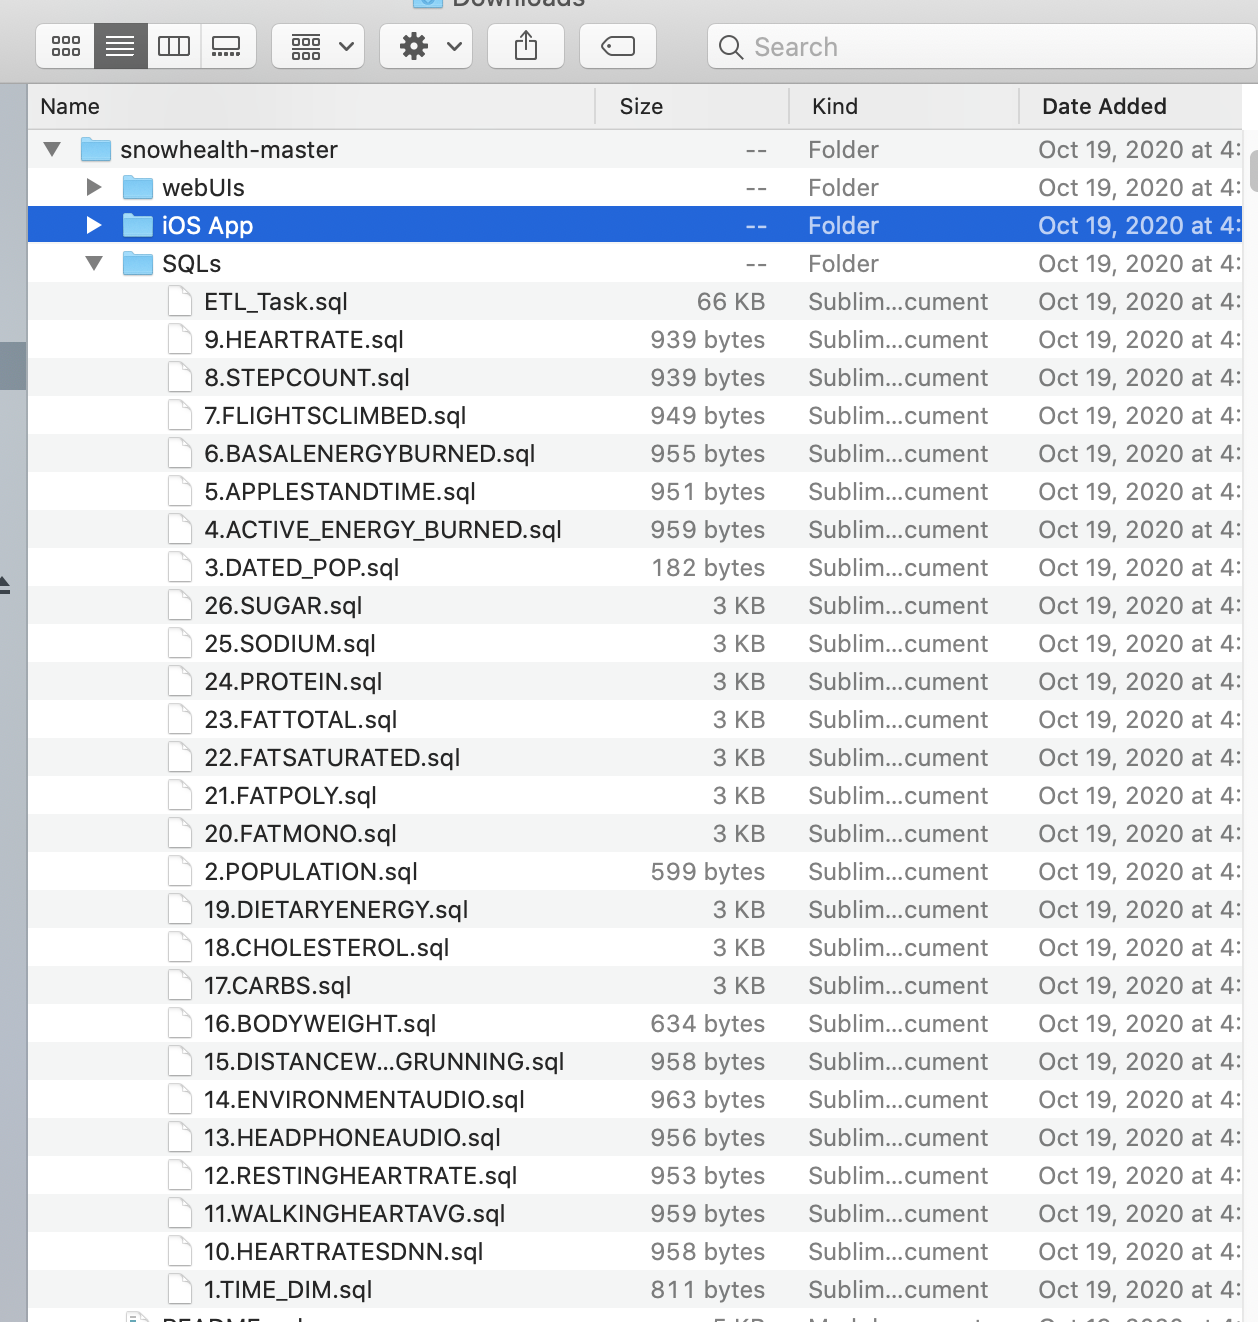 Downloads
Search
Name Size Kind Date Added
snowhealth-master -- Folder Oct 19, 2020 at 4:
webUIs -- Folder Oct 19, 2020 at 4:
iOS App -- Folder Oct 19, 2020 at 4:
SQLs -- Folder Oct 19, 2020 at 4:
ETL_Task.sql 66 KB Sublim...cument Oct 19, 2020 at 4:
9.HEARTRATE.sql 939 bytes Sublim...cument Oct 19, 2020 at 4:
8.STEPCOUNT.sql 939 bytes Sublim...cument Oct 19, 2020 at 4:
7.FLIGHTSCLIMBED.sql 949 bytes Sublim...cument Oct 19, 2020 at 4:
6.BASALENERGYBURNED.sql 955 bytes Sublim...cument Oct 19, 2020 at 4:
5.APPLESTANDTIME.sql 951 bytes Sublim...cument Oct 19, 2020 at 4:
4.ACTIVE_ENERGY_BURNED.sql 959 bytes Sublim...cument Oct 19, 2020 at 4:
3.DATED_POP.sql 182 bytes Sublim...cument Oct 19, 2020 at 4:
26.SUGAR.sql 3 KB Sublim...cument Oct 19, 2020 at 4:
25.SODIUM.sql 3 KB Sublim...cument Oct 19, 2020 at 4:
24.PROTEIN.sql 3 KB Sublim...cument Oct 19, 2020 at 4:
23.FATTOTAL.sql 3 KB Sublim...cument Oct 19, 2020 at 4:
22.FATSATURATED.sql 3 KB Sublim...cument Oct 19, 2020 at 4:
21.FATPOLY.sql 3 KB Sublim...cument Oct 19, 2020 at 4:
20.FATMONO.sql 3 KB Sublim...cument Oct 19, 2020 at 4:
2.POPULATION.sql 599 bytes Sublim...cument Oct 19, 2020 at 4:
19.DIETARYENERGY.sql 3 KB Sublim...cument Oct 19, 2020 at 4:
18.CHOLESTEROL.sql 3 KB Sublim...cument Oct 19, 2020 at 4:
17.CARBS.sql 3 KB Sublim...cument Oct 19, 2020 at 4:
16.BODYWEIGHT.sql 634 bytes Sublim...cument Oct 19, 2020 at 4:
15.DISTANCEW...GRUNNING.sql 958 bytes Sublim...cument Oct 19, 2020 at 4:
14.ENVIRONMENTAUDIO.sql 963 bytes Sublim...cument Oct 19, 2020 at 4:
13.HEADPHONEAUDIO.sql 956 bytes Sublim...cument Oct 19, 2020 at 4:
12.RESTINGHEARTRATE.sql 953 bytes Sublim...cument Oct 19, 2020 at 4:
11.WALKINGHEARTAVG.sql 959 bytes Sublim...cument Oct 19, 2020 at 4:
10.HEARTRATESDNN.sql 958 bytes Sublim...cument Oct 19, 2020 at 4:
1.TIME_DIM.sql 811 bytes Sublim...cument Oct 19, 2020 at 4: